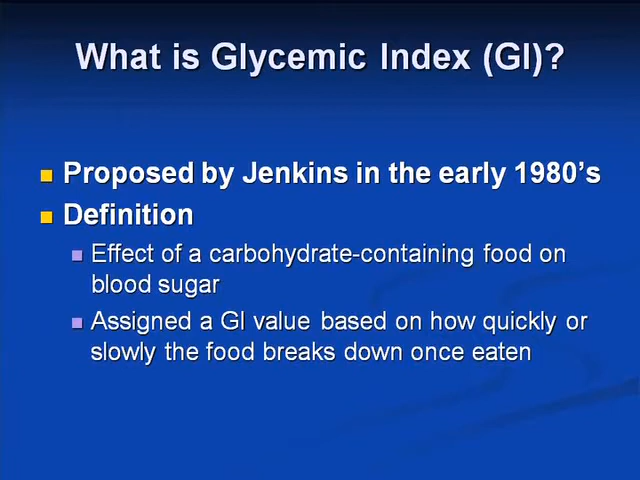 What is Glycemic Index (GI)?
Proposed by Jenkins in the early 1980's
Definition
Effect of a carbohydrate-containing food on
blood sugar
Assigned a GI value based on how quickly or
slowly the food breaks down once eaten